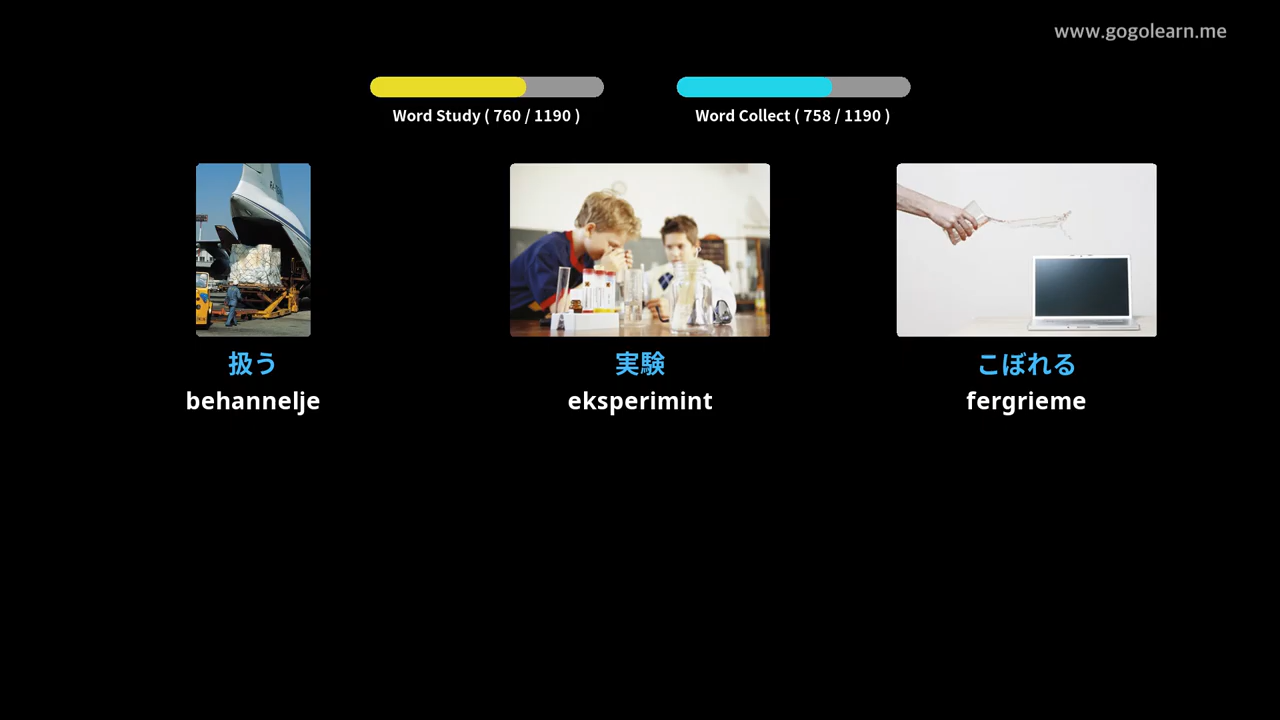 www.gogolearn.me
Word Study ( 760 / 1190 )
Word Collect ( 758 / 1190 )
扱う
実験
こぼれる
behannelje
eksperimint
fergrieme